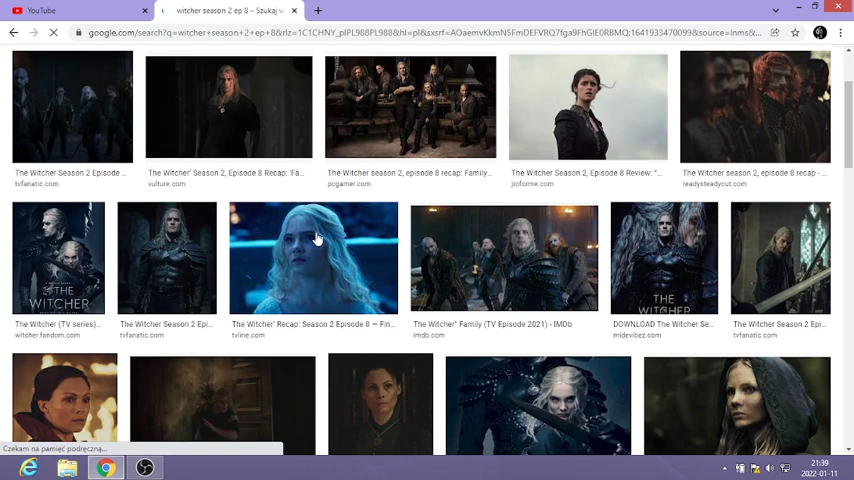 YouTube
witcher season 2 ep 8 – Szukaj w
google.com/search?q=witcher+season+2+ep+8&rlz=1C1CHNY_plPL988PL988&hl=pl&sxsrf=AOaemvKkmN5FmDEFVRQ7fga9FhGIE0RBMQ:1641933470099&source=lnms&
The Witcher Season 2 Episode ...
tvfanatic.com
The Witcher' Season 2, Episode 8 Recap: 'Fa...
vulture.com
The Witcher season 2, episode 8 recap: Family...
pcgamer.com
The Witcher Season 2, Episode 8 Review: "...
jioforme.com
The Witcher season 2, episode 8 recap - ...
readysteadycut.com
THE
WITCHER
THE
WITCHER
The Witcher (TV series)...
witcher.fandom.com
The Witcher Season 2 Epi...
tvfanatic.com
The Witcher' Recap: Season 2 Episode 8 — Fin...
tvline.com
The Witcher" Family (TV Episode 2021) - IMDb
imdb.com
DOWNLOAD The Witcher Se...
midevibez.com
The Witcher Season 2 Epi...
tvfanatic.com
Czekam na pamięć podręczną...
21:39
2022-01-11